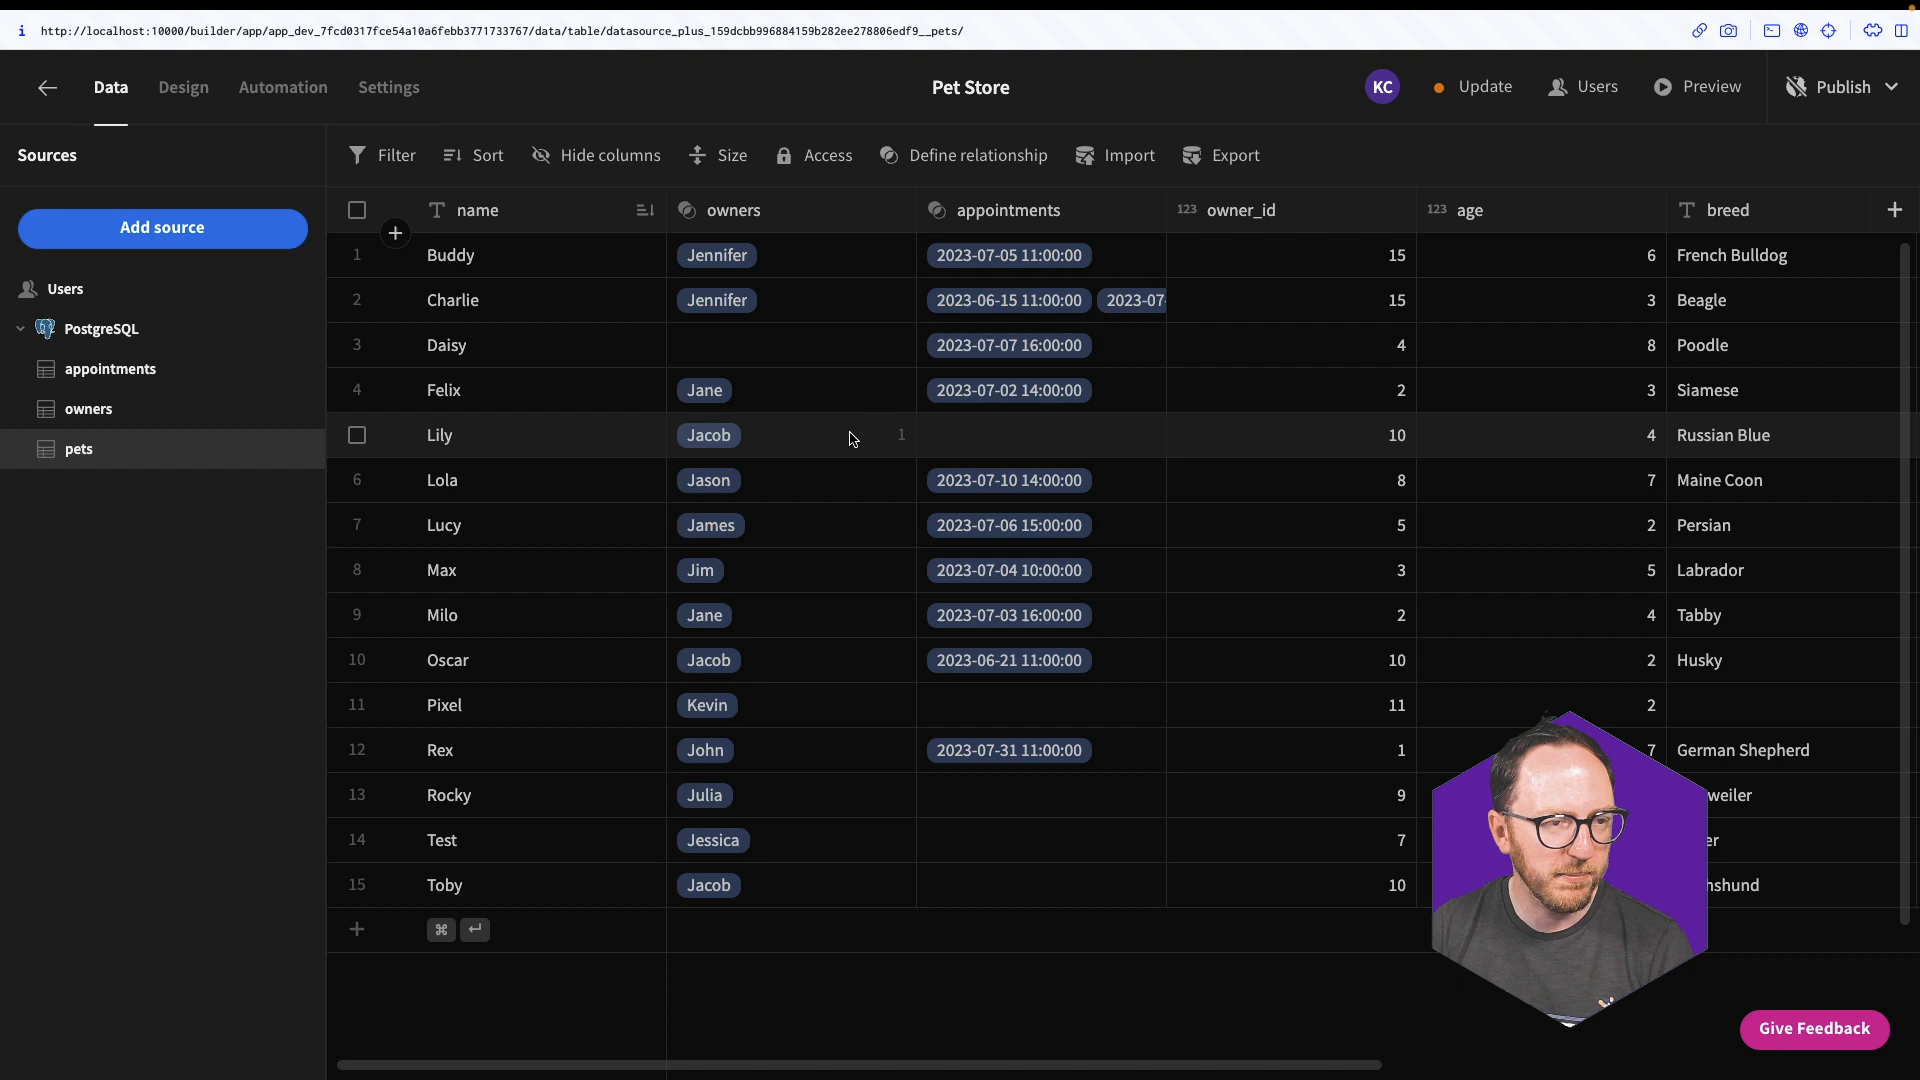 http://localhost:10000/builder/app/app_dev_7fcd0317fce54a10a6febb3771733767/data/table/datasource_plus_159dcbb996884159b282ee278806edf9__pets/
Data Design Automation Settings Pet Store KC Update Users Preview Publish
Sources Filter Sort Hide columns Size Access Define relationship Import Export
Add source
Users
PostgreSQL
appointments
owners
pets
name owners appointments 123 owner_id 123 age breed
1 Buddy Jennifer 2023-07-05 11:00:00 15 6 French Bulldog
2 Charlie Jennifer 2023-06-15 11:00:00 2023-07- 15 3 Beagle
3 Daisy 2023-07-07 16:00:00 4 8 Poodle
4 Felix Jane 2023-07-02 14:00:00 2 3 Siamese
Lily Jacob 1 10 4 Russian Blue
6 Lola Jason 2023-07-10 14:00:00 8 7 Maine Coon
7 Lucy James 2023-07-06 15:00:00 5 2 Persian
8 Max Jim 2023-07-04 10:00:00 3 5 Labrador
9 Milo Jane 2023-07-03 16:00:00 2 4 Tabby
10 Oscar Jacob 2023-06-21 11:00:00 10 2 Husky
11 Pixel Kevin 11 2
12 Rex John 2023-07-31 11:00:00 1 7 German Shepherd
13 Rocky Julia 9 weiler
14 Test Jessica 7 er
15 Toby Jacob 10 hshund
Give Feedback